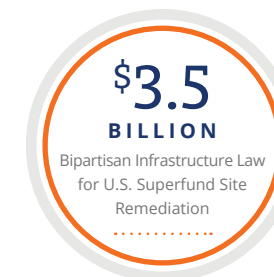 $3.5
BILLION
Bipartisan Infrastructure Law
for U.S. Superfund Site
Remediation